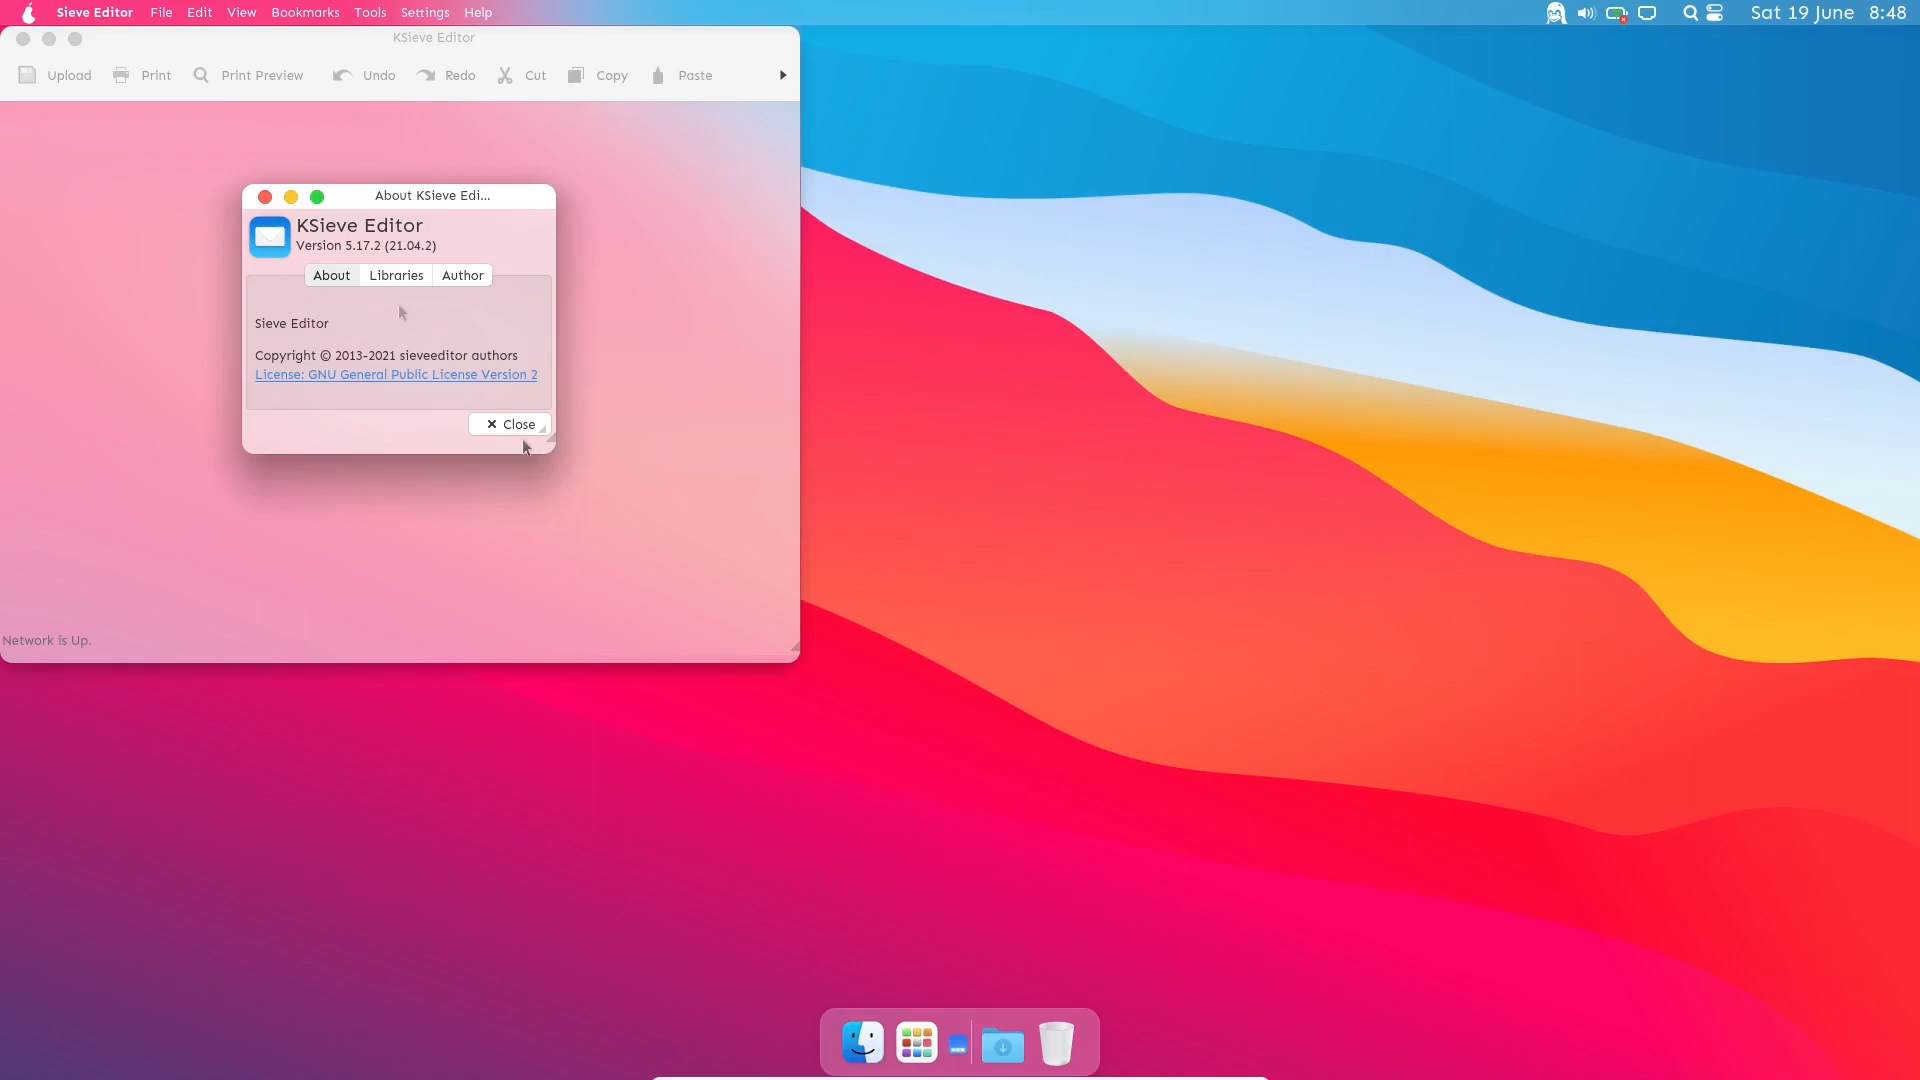 Sieve Editor File Edit View Bookmarks Tools Settings Help Sat 19 June 8:48
KSieve Editor
Upload Print Print Preview Undo Redo Cut Copy Paste
About KSieve Edi...
KSieve Editor
Version 5.17.2 (21.04.2)
About Libraries Author
Sieve Editor
Copyright © 2013-2021 sieveeditor authors
License: GNU General Public License Version 2
Close
Network is Up.